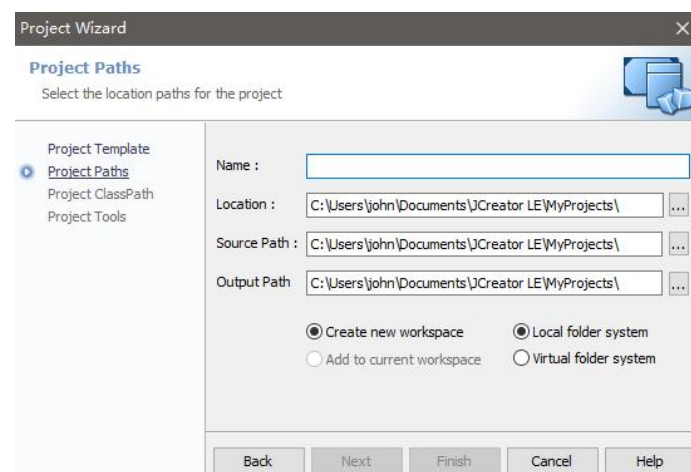 Project Wizard
Project Paths
Select the location paths for the project
Project Template
Project Paths
Project ClassPath
Project Tools
Name :
Location : C:\Users\john\Documents\JCreator LE\MyProjects\ ...
Source Path : C:\Users\john\Documents\JCreator LE\MyProjects\ ...
Output Path C:\Users\john\Documents\JCreator LE\MyProjects\ ...
Create new workspace Local folder system
Add to current workspace Virtual folder system
Back Next Finish Cancel Help